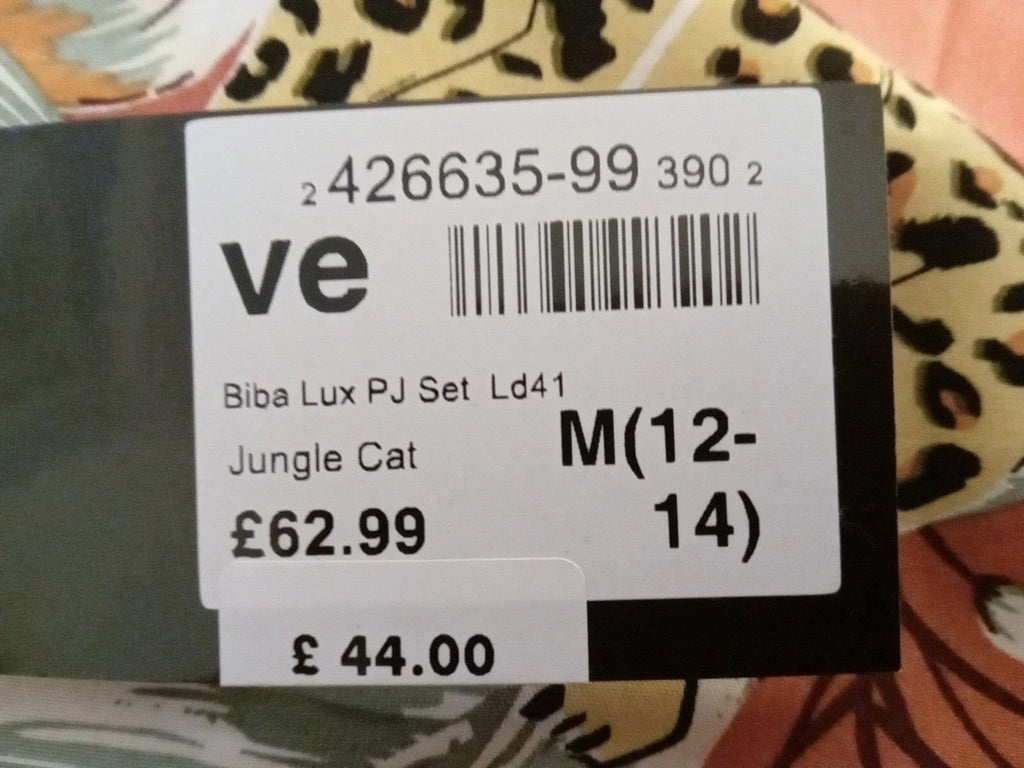 2 426635-99 390 2
ve
Biba Lux PJ Set Ld41
Jungle Cat
M(12-
14)
£62.99
£ 44.00